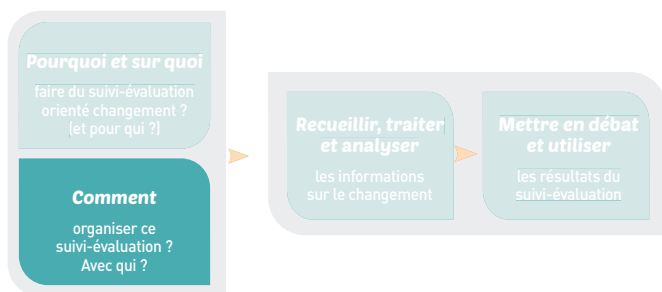 Pourquoi et sur quoi
faire du suivi-évaluation
orienté changement ?
(et pour qui ?)
Comment
organiser ce
suivi-évaluation ?
Avec qui ?
Recueillir, traiter
et analyser
les informations
sur le changement
Mettre en débat
et utiliser
les résultats du
suivi-évaluation